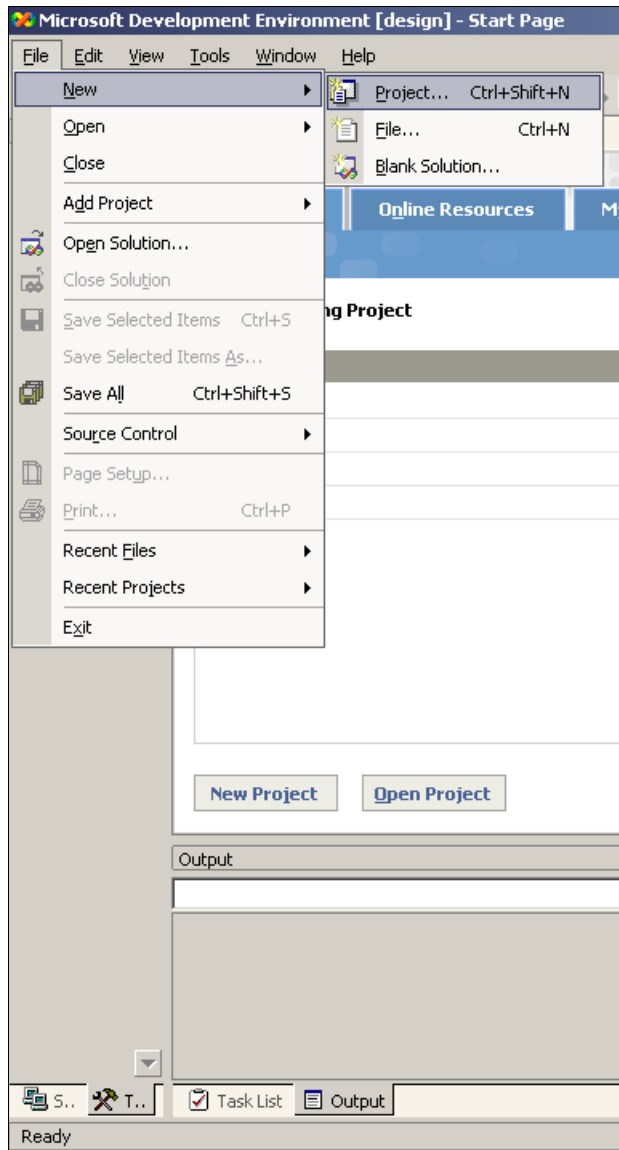 Microsoft Development Environment [design] - Start Page
File Edit View Tools Window Help
New
Project... Ctrl+Shift+N
Open
File... Ctrl+N
Close
Blank Solution...
Add Project
Online Resources
Open Solution...
Close Solution
ng Project
Save Selected Items Ctrl+S
Save Selected Items As...
Save All Ctrl+Shift+S
Source Control
Page Setup...
Print... Ctrl+P
Recent Files
Recent Projects
Exit
New Project Open Project
Output
S.. T.. Task List Output
Ready